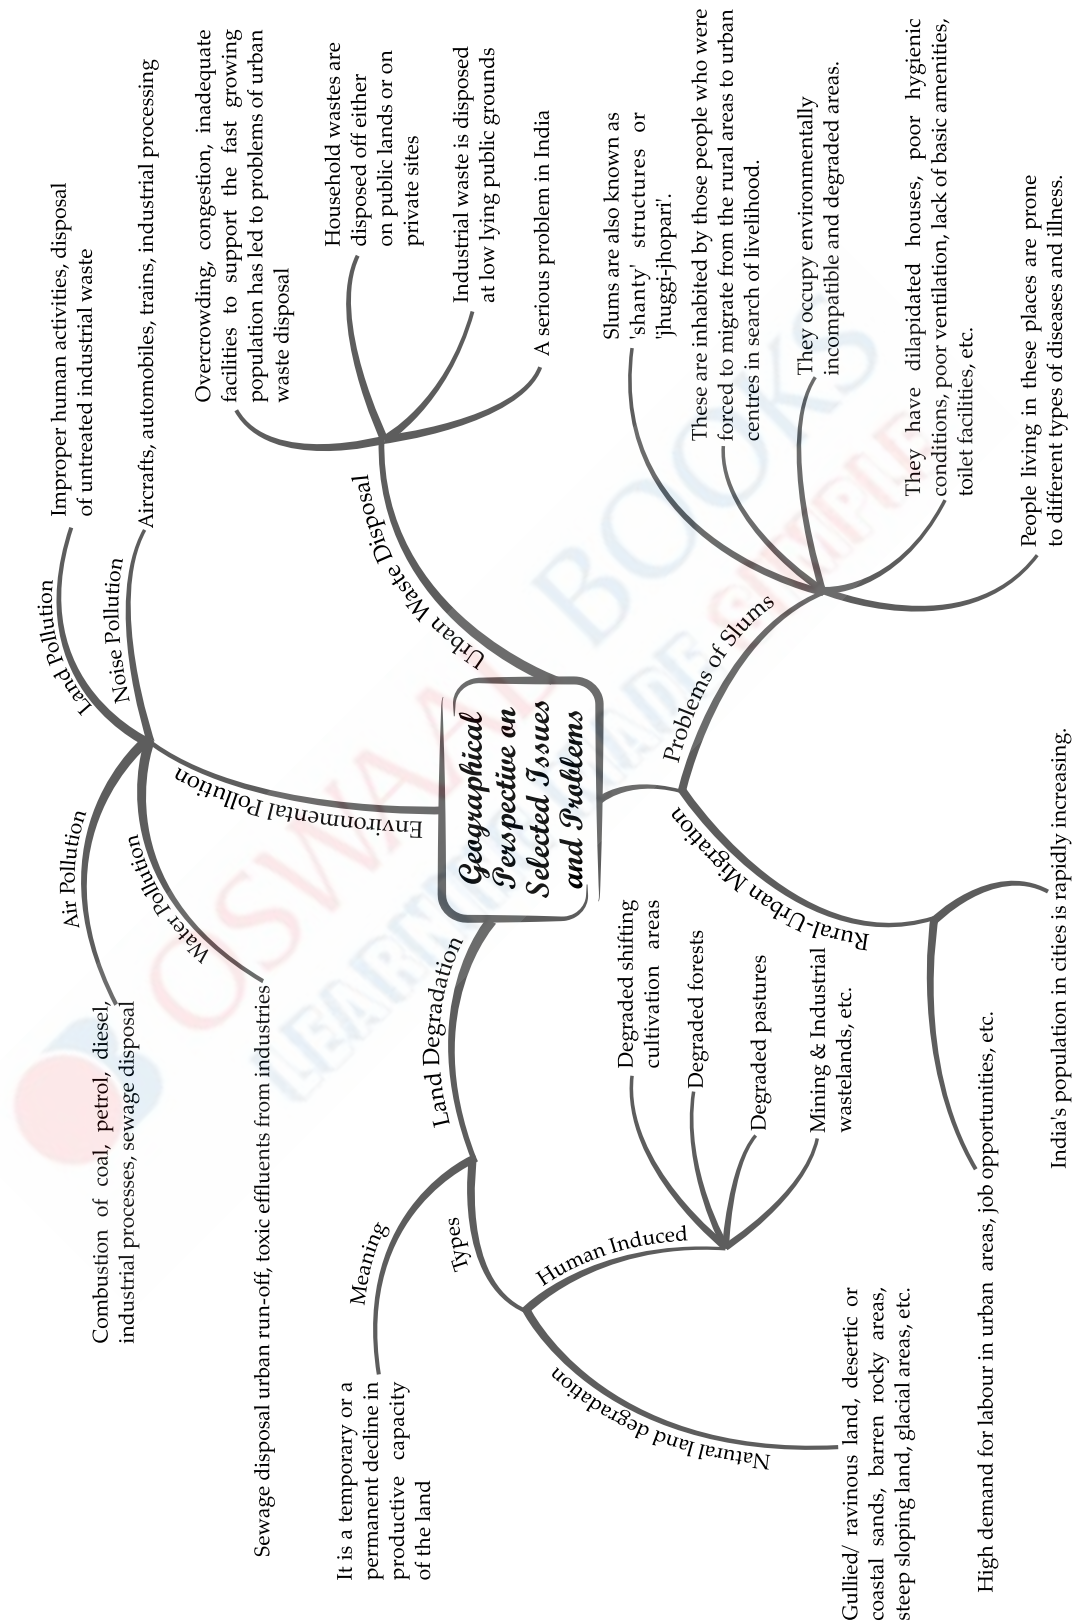 Geographical
Perspective on
Selected Issues
and Problems
Environmental Pollution
Land Pollution
Improper human activities, disposal
of untreated industrial waste
Noise Pollution
Aircrafts, automobiles, trains, industrial processing
Air Pollution
Combustion of coal, petrol, diesel,
industrial processes, sewage disposal
Water Pollution
Sewage disposal urban run-off, toxic effluents from industries
Urban Waste Disposal
Overcrowding, congestion, inadequate
facilities to support the fast growing
population has led to problems of urban
waste disposal
Household wastes are
disposed off either
on public lands or on
private sites
Industrial waste is disposed
at low lying public grounds
A serious problem in India
Problems of Slums
Slums are also known as
'shanty' structures or
'jhuggi-jhopari'.
These are inhabited by those people who were
forced to migrate from the rural areas to urban
centres in search of livelihood.
They occupy environmentally
incompatible and degraded areas.
They have dilapidated houses, poor hygienic
conditions, poor ventilation, lack of basic amenities,
toilet facilities, etc.
People living in these places are prone
to different types of diseases and illness.
Rural-Urban Migration
India's population in cities is rapidly increasing.
High demand for labour in urban areas, job opportunities, etc.
Land Degradation
Meaning
It is a temporary or a
permanent decline in
productive capacity
of the land
Types
Human Induced
Degraded shifting
cultivation areas
Degraded forests
Degraded pastures
Mining & Industrial
wastelands, etc.
Natural land degradation
Gullied/ ravinous land, desertic or
coastal sands, barren rocky areas,
steep sloping land, glacial areas, etc.
OSWAAL BOOKS
LEARNING MADE SIMPLE